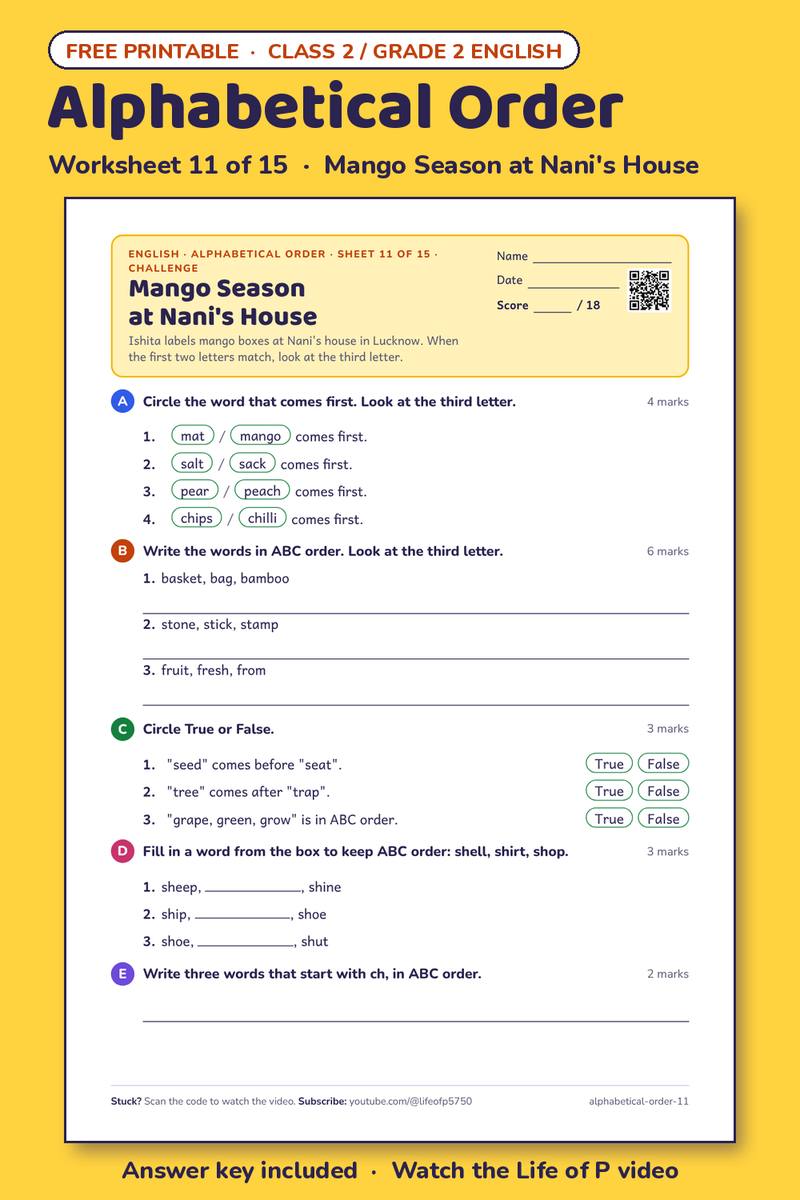 FREE PRINTABLE · CLASS 2 / GRADE 2 ENGLISH
Alphabetical Order
Worksheet 11 of 15 · Mango Season at Nani's House
ENGLISH · ALPHABETICAL ORDER · SHEET 11 OF 15 ·
CHALLENGE
Mango Season
at Nani's House
Ishita labels mango boxes at Nani's house in Lucknow. When
the first two letters match, look at the third letter.
Name
Date
Score / 18
A Circle the word that comes first. Look at the third letter. 4 marks
1. mat / mango comes first.
2. salt / sack comes first.
3. pear / peach comes first.
4. chips / chilli comes first.
B Write the words in ABC order. Look at the third letter. 6 marks
1. basket, bag, bamboo
2. stone, stick, stamp
3. fruit, fresh, from
C Circle True or False. 3 marks
1. "seed" comes before "seat". True False
2. "tree" comes after "trap". True False
3. "grape, green, grow" is in ABC order. True False
D Fill in a word from the box to keep ABC order: shell, shirt, shop. 3 marks
1. sheep, ____________, shine
2. ship, ____________, shoe
3. shoe, ____________, shut
E Write three words that start with ch, in ABC order. 2 marks
Stuck? Scan the code to watch the video. Subscribe: youtube.com/@lifeofp5750 alphabetical-order-11
Answer key included · Watch the Life of P video